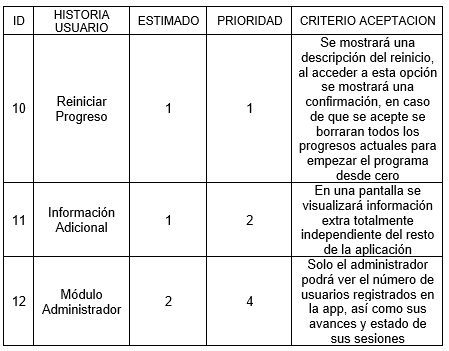 ID HISTORIA USUARIO ESTIMADO PRIORIDAD CRITERIO ACEPTACION
10 Reiniciar Progreso 1 1 Se mostrará una
descripción del reinicio,
al acceder a esta opción
se mostrará una
confirmación, en caso
de que se acepte se
borraran todos los
progresos actuales para
empezar el programa
desde cero
11 Información Adicional 1 2 En una pantalla se
visualizará información
extra totalmente
independiente del resto
de la aplicación
12 Módulo Administrador 2 4 Solo el administrador
podrá ver el número de
usuarios registrados en
la app, así como sus
avances y estado de
sus sesiones